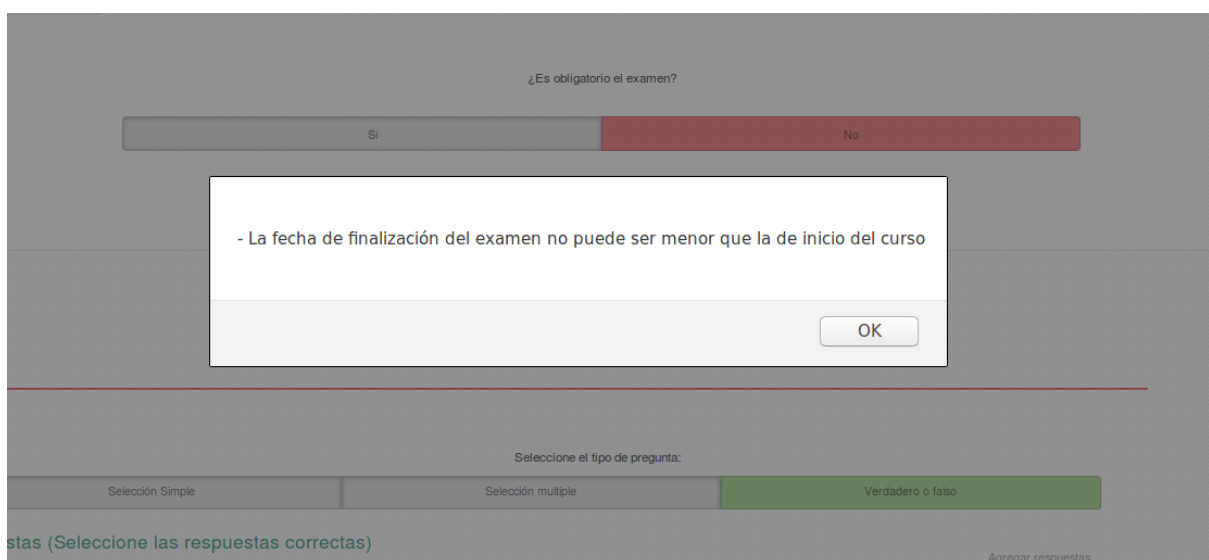 ¿Es obligatorio el examen?
Si
No
- La fecha de finalización del examen no puede ser menor que la de inicio del curso
OK
Seleccione el tipo de pregunta:
Selección Simple
Selección multiple
Verdadero o falso
stas (Seleccione las respuestas correctas)
Agregar respuestas